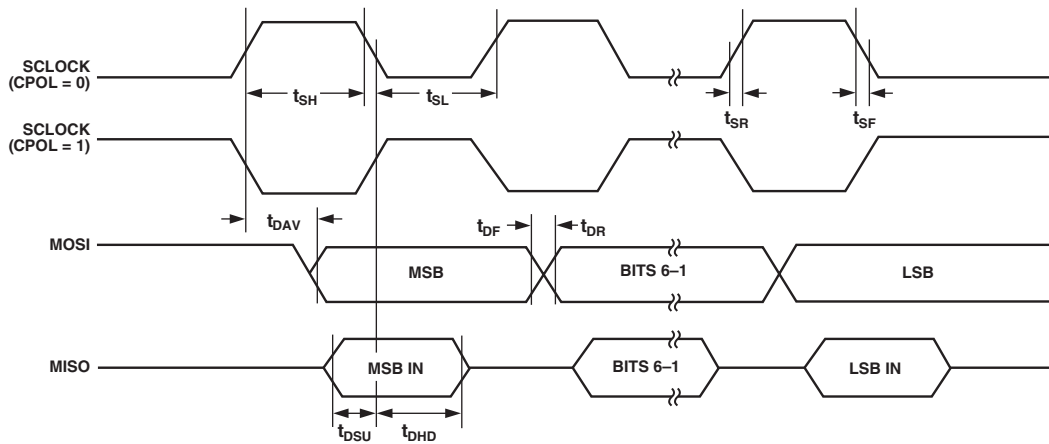 SCLOCK
(CPOL = 0)
tSH
tSL
tSR
tSF
SCLOCK
(CPOL = 1)
tDAV
tDF
tDR
MOSI
MSB
BITS 6–1
LSB
MISO
MSB IN
BITS 6–1
LSB IN
tDSU
tDHD